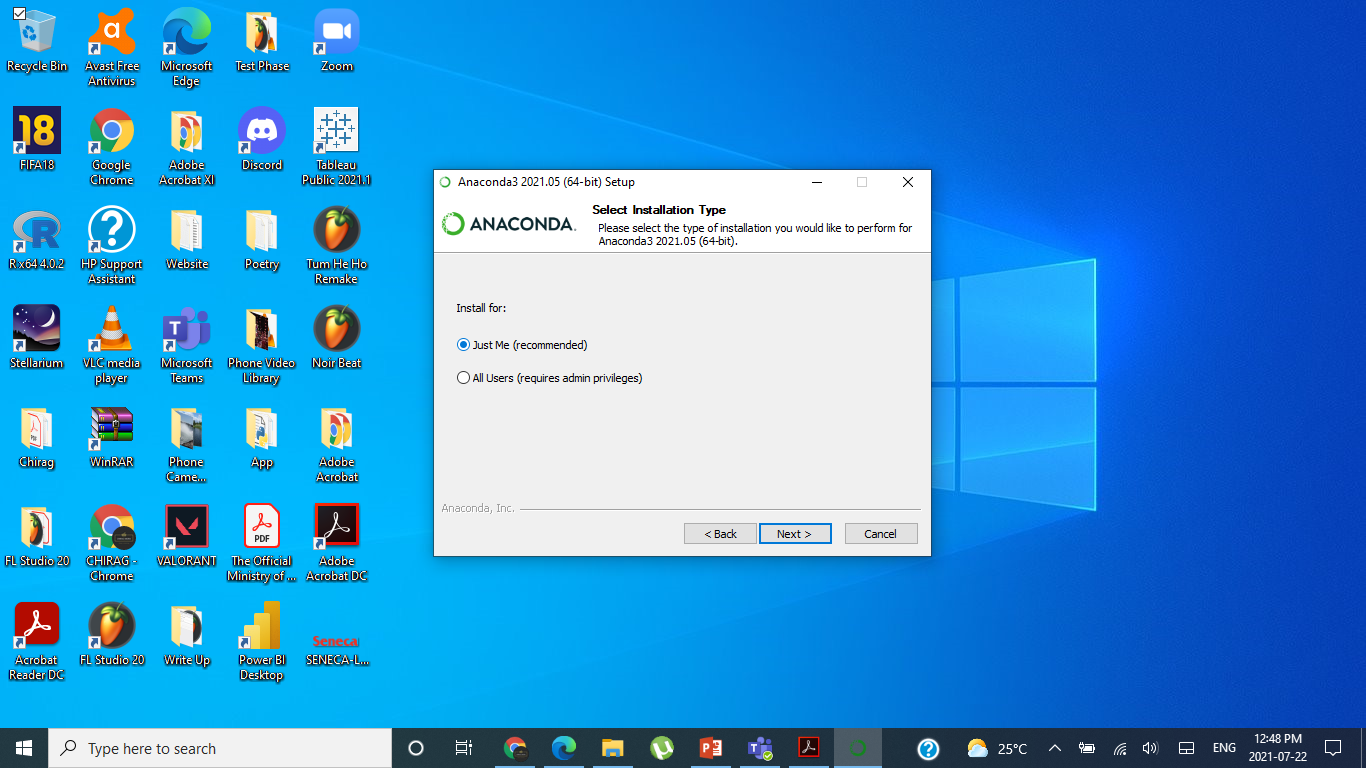 Recycle Bin
Avast Free
Antivirus
Microsoft
Edge
Test Phase
Zoom
18
FIFA18
Google
Chrome
Adobe
Acrobat XI
Discord
Tableau
Public 2021.1
R x64 4.0.2
HP Support
Assistant
Website
Poetry
Tum He Ho
Remake
Stellarium
VLC media
player
Microsoft
Teams
Phone Video
Library
Noir Beat
PDF
Chirag
WinRAR
Phone
Came...
App
Adobe
Acrobat
FL Studio 20
CHIRAG -
Chrome
VALORANT
PDF
The Official
Ministry of ...
Adobe
Acrobat DC
Acrobat
Reader DC
FL Studio 20
Write Up
Power BI
Desktop
Seneca
SENECA-L...
Anaconda3 2021.05 (64-bit) Setup
ANACONDA.
Select Installation Type
Please select the type of installation you would like to perform for
Anaconda3 2021.05 (64-bit).
Install for:
Just Me (recommended)
All Users (requires admin privileges)
Anaconda, Inc.
< Back
Next >
Cancel
Type here to search
25°C
ENG
12:48 PM
2021-07-22